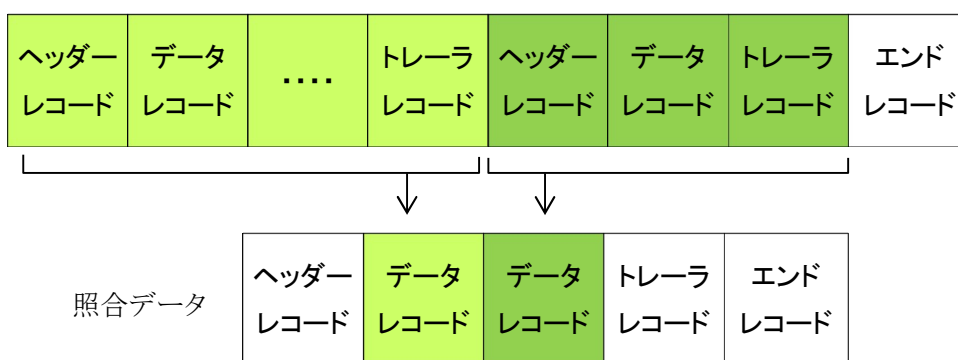 ヘッダー データ ‥‥ トレーラ ヘッダー データ トレーラ エンド
レコード レコード レコード レコード レコード レコード レコード
ヘッダー データ データ トレーラ エンド
照合データ
レコード レコード レコード レコード レコード